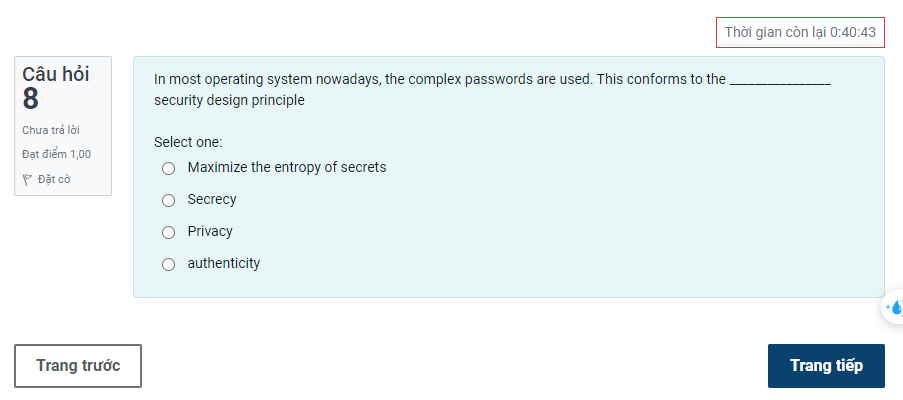 Thời gian còn lại 0:40:43
Câu hỏi
8
Chưa trả lời
Đạt điểm 1,00
Đặt cờ
In most operating system nowadays, the complex passwords are used. This conforms to the _______________
security design principle
Select one:
Maximize the entropy of secrets
Secrecy
Privacy
authenticity
Trang trước
Trang tiếp